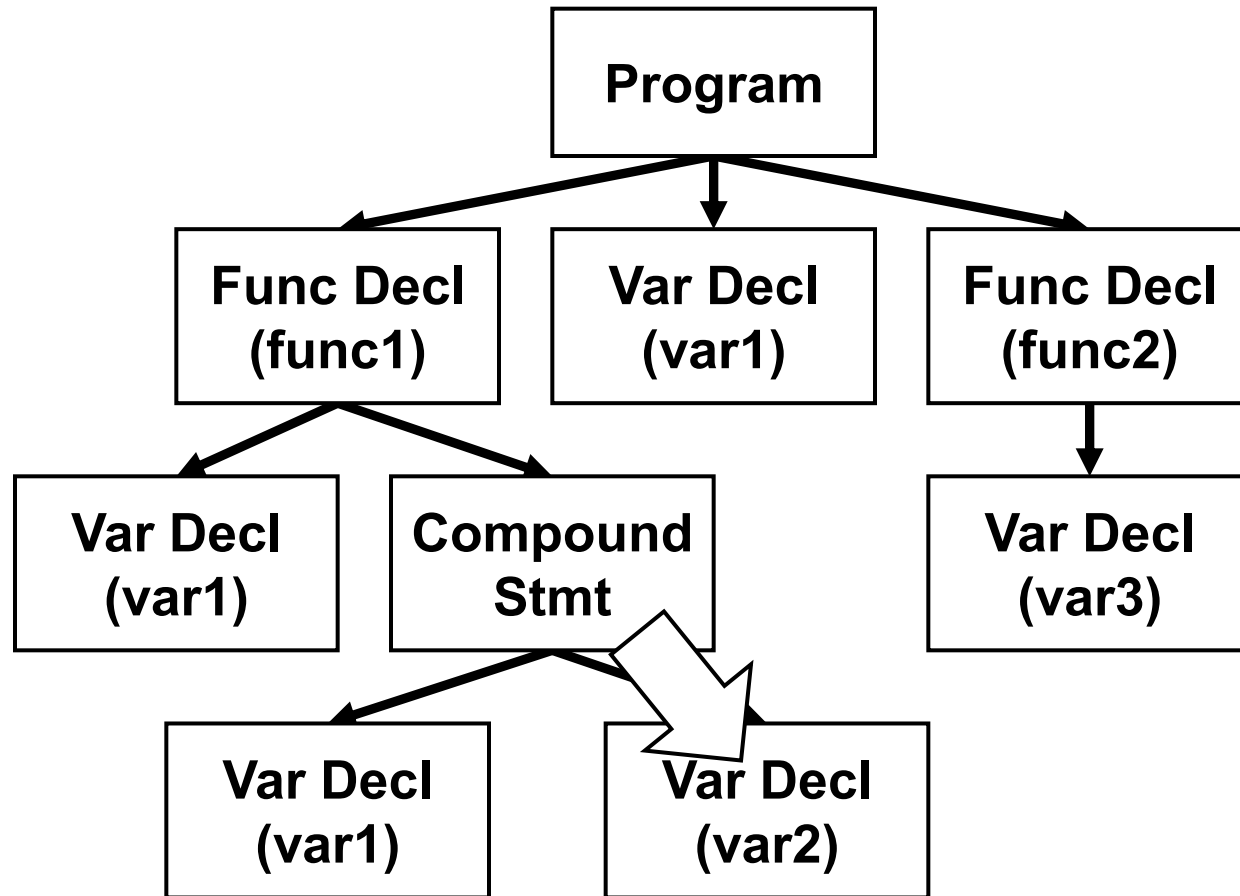 Program
Func Decl
(func1)
Var Decl
(var1)
Func Decl
(func2)
Var Decl
(var1)
Compound
Stmt
Var Decl
(var3)
Var Decl
(var1)
Var Decl
(var2)